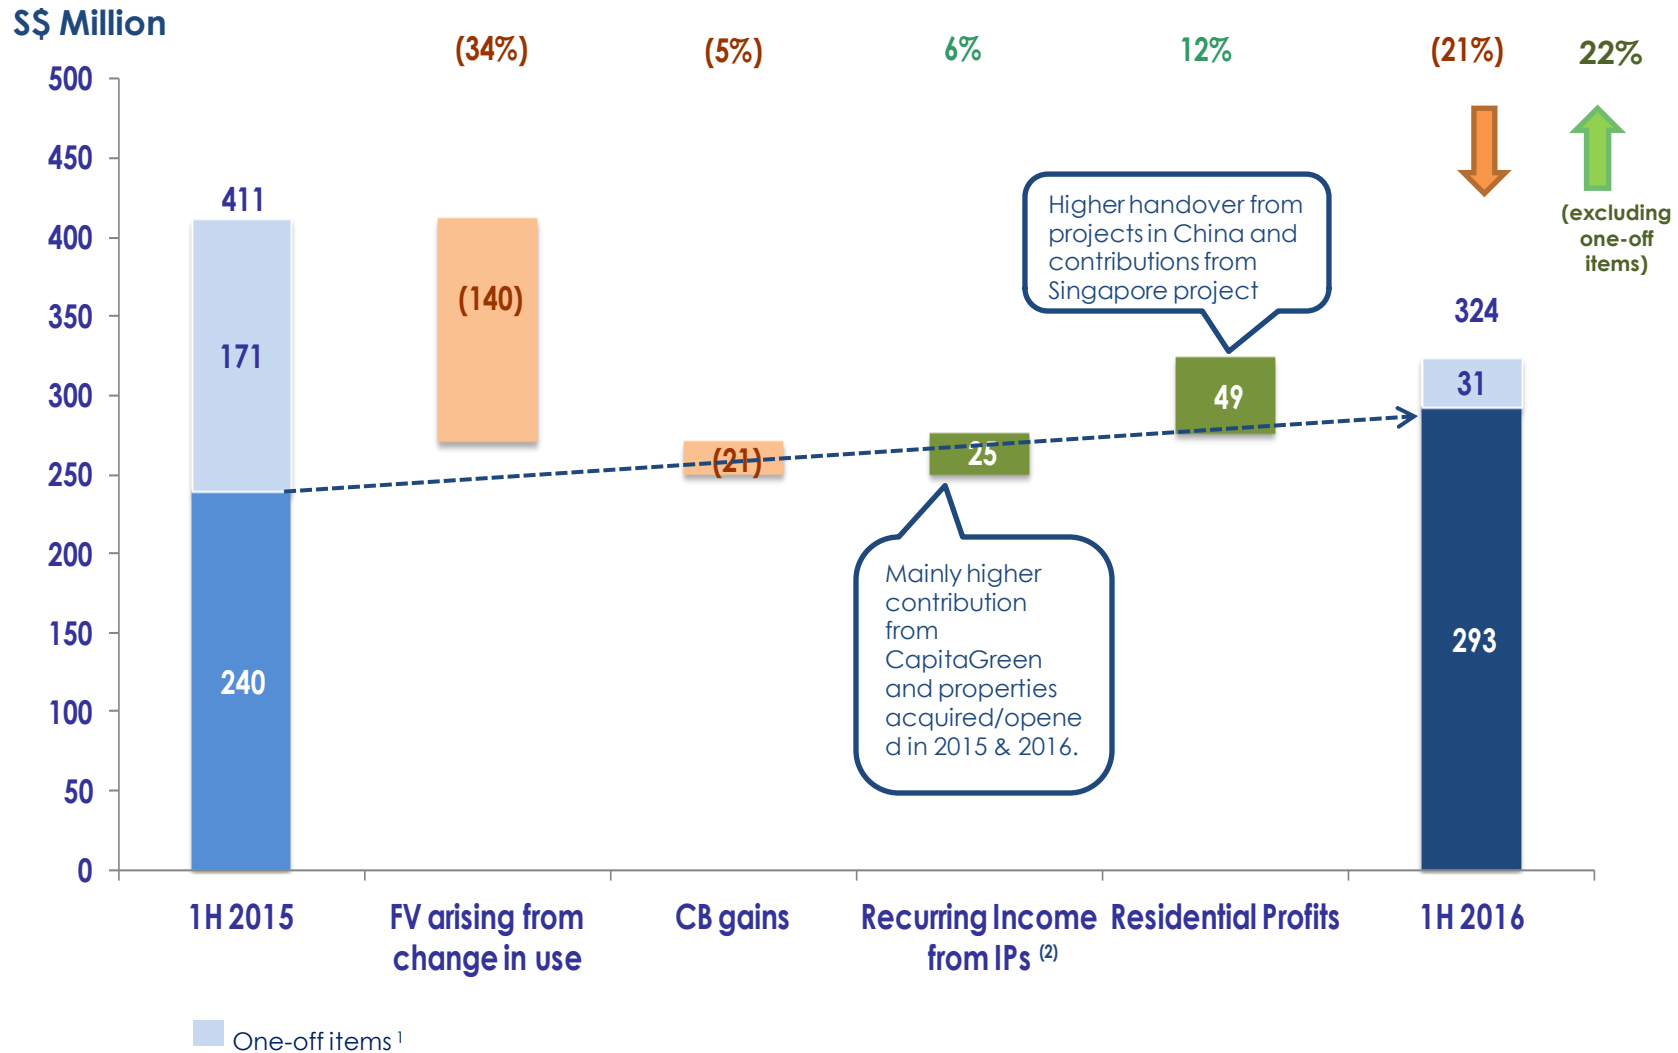 S$ Million
(34%)
(5%)
6%
12%
(21%)
22%
500
450
400
350
300
250
200
150
100
50
0
411
171
240
(140)
(21)
25
49
324
31
293
(excluding
one-off
items)
Higher handover from
projects in China and
contributions from
Singapore project
Mainly higher
contribution
from
CapitaGreen
and properties
acquired/opene
d in 2015 & 2016.
1H 2015
FV arising from
change in use
CB gains
Recurring Income
from IPs (2)
Residential Profits
1H 2016
One-off items 1